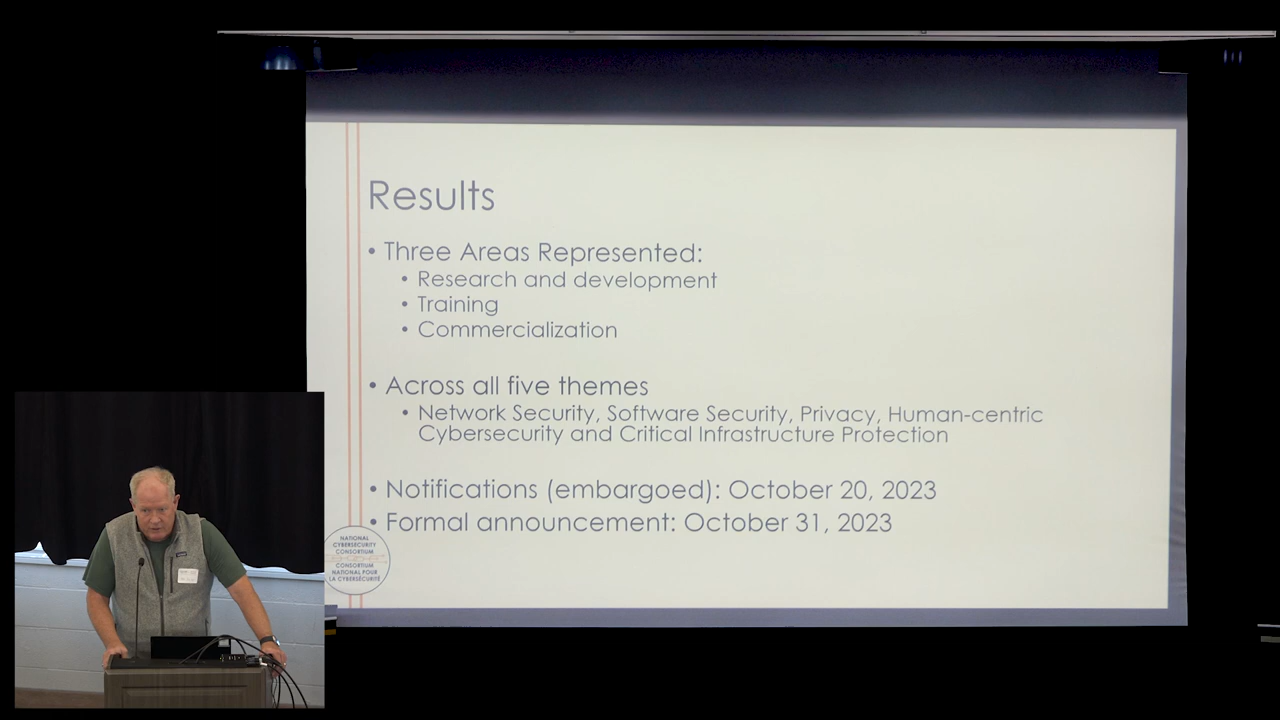 Results
• Three Areas Represented:
• Research and development
• Training
• Commercialization
• Across all five themes
• Network Security, Software Security, Privacy, Human-centric
Cybersecurity and Critical Infrastructure Protection
• Notifications (embargoed): October 20, 2023
• Formal announcement: October 31, 2023
NATIONAL
CYBERSECURITY
CONSORTIUM
CONSORTIUM
NATIONAL POUR
LA CYBERSÉCURITÉ